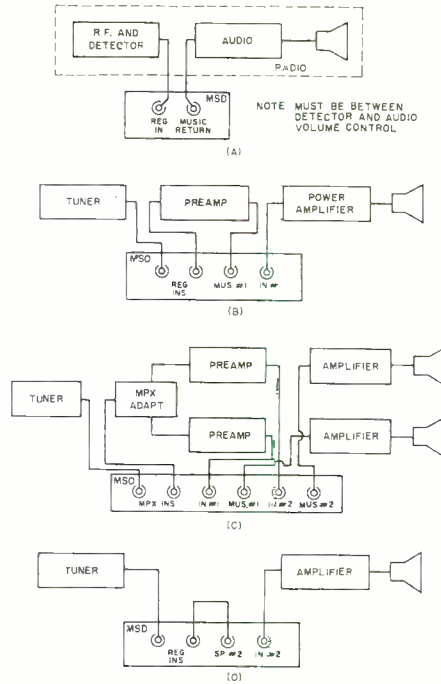 R.F. AND
DETECTOR
AUDIO
RADIO
MSD
REG
IN
MUSIC
RETURN
NOTE MUST BE BETWEEN
DETECTOR AND AUDIO
VOLUME CONTROL
(A)
TUNER
PREAMP
POWER
AMPLIFIER
MSD
REG
INS
MUS #1
IN #
(B)
TUNER
MPX
ADAPT
PREAMP
PREAMP
AMPLIFIER
AMPLIFIER
MSD
MPX INS
IN #1
MUS #1
IN #2
MUS #2
(C)
TUNER
AMPLIFIER
MSD
REG
INS
SP #2
IN #2
(D)